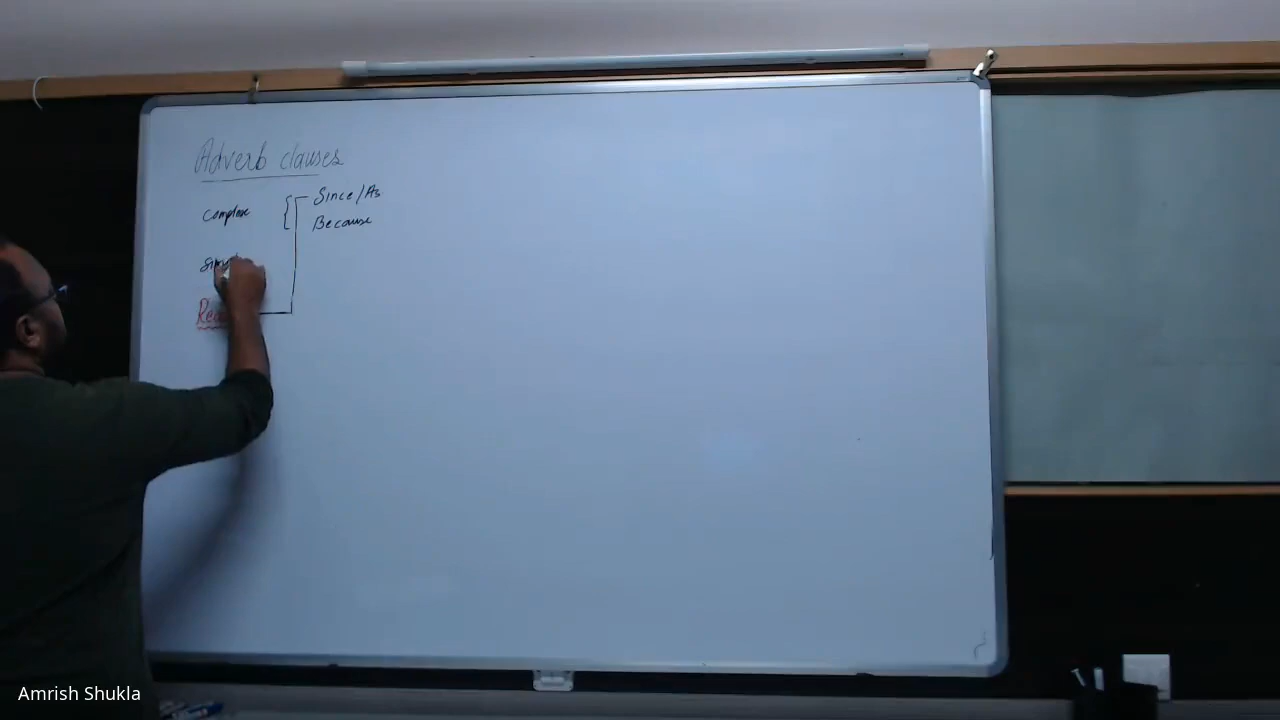 Adverb clauses
Since/As
Complex
Because
Amrish Shukla